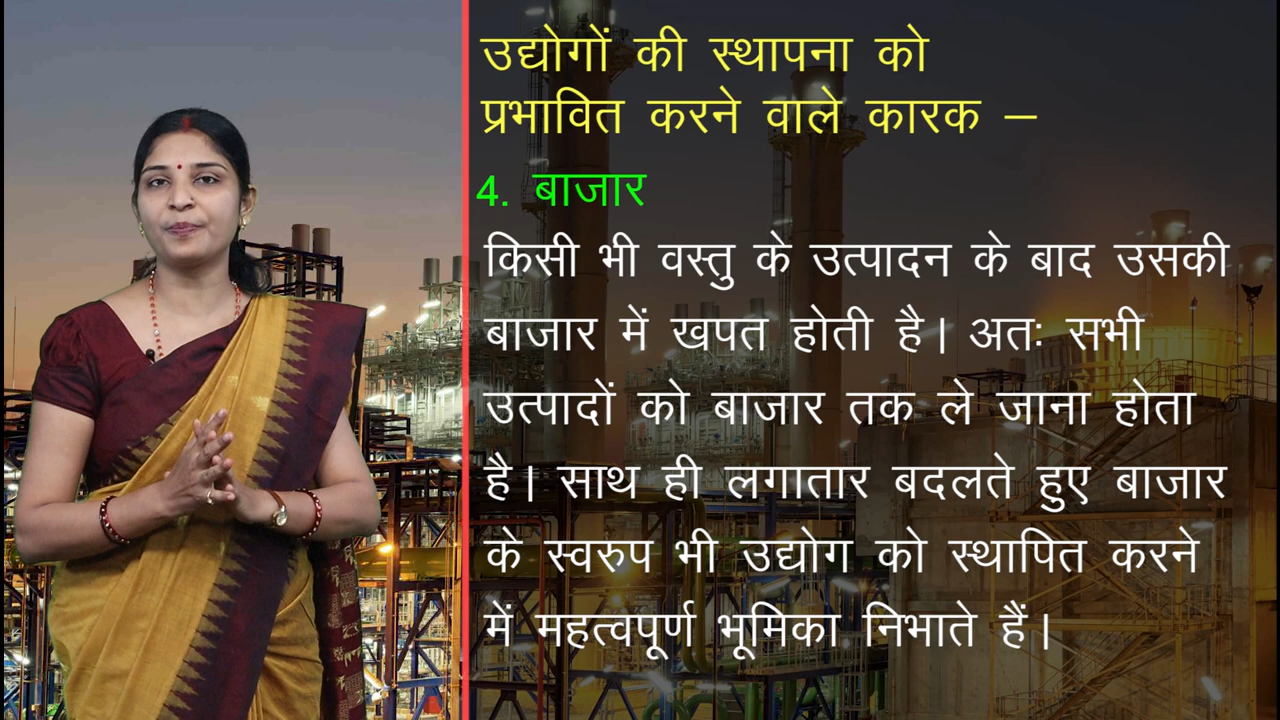 उद्योगों की स्थापना को
प्रभावित करने वाले कारक –
4. बाजार
किसी भी वस्तु के उत्पादन के बाद उसकी
बाजार में खपत होती है। अतः सभी
उत्पादों को बाजार तक ले जाना होता
है। साथ ही लगातार बदलते हुए बाजार
के स्वरुप भी उद्योग को स्थापित करने
में महत्वपूर्ण भूमिका निभाते हैं।